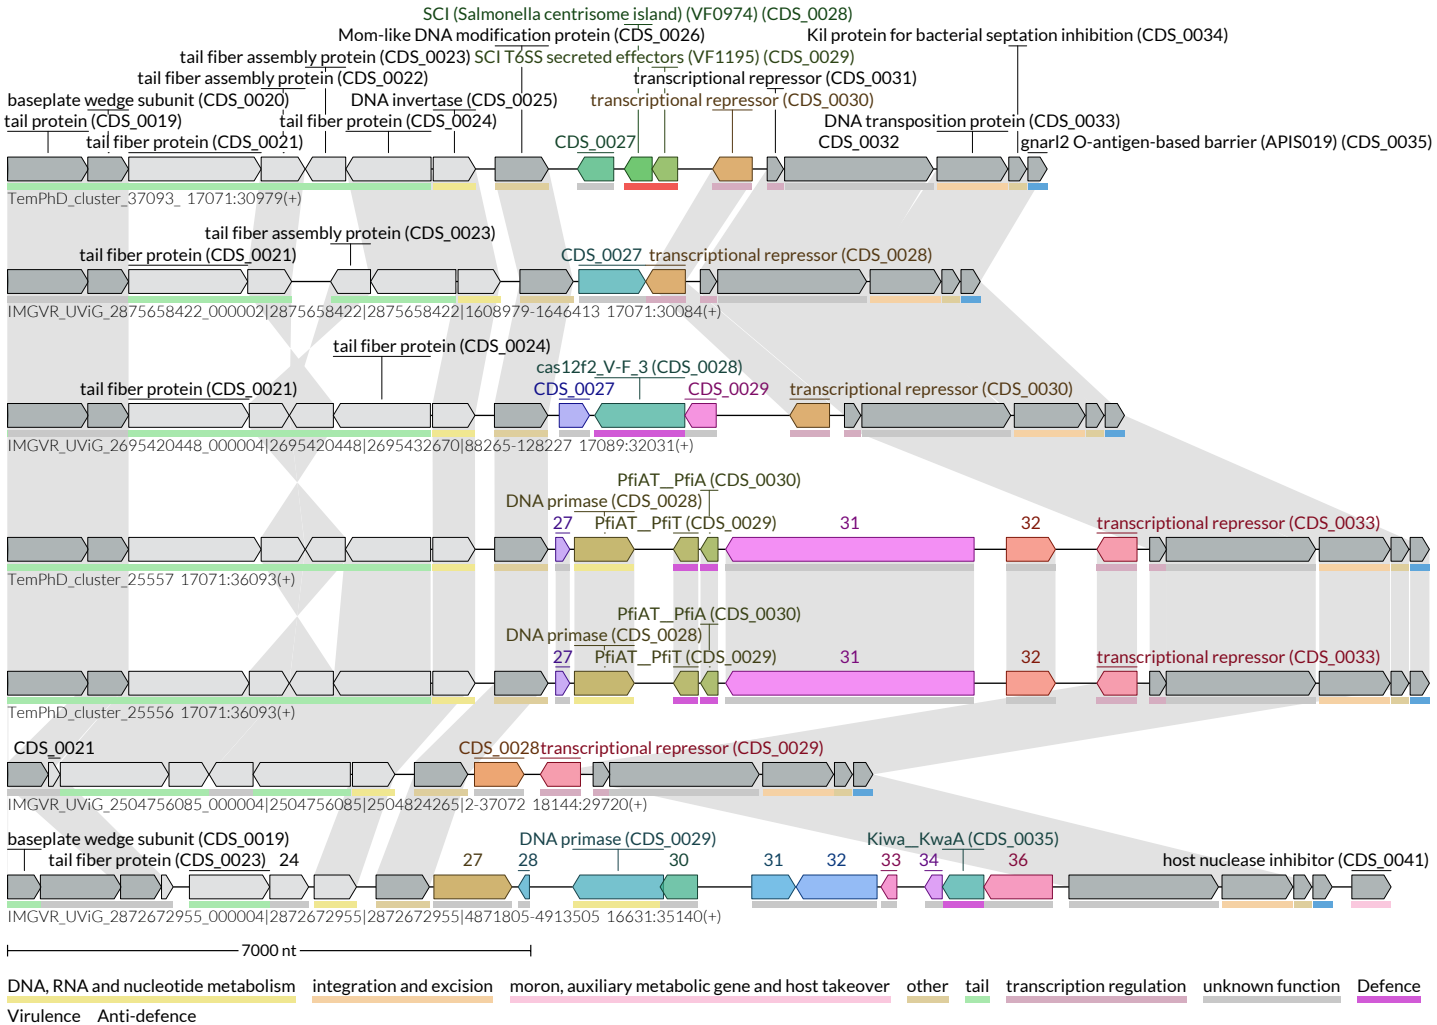 SCI (Salmonella centrisome island) (VF0974) (CDS_0028)
Mom-like DNA modification protein (CDS_0026)
Kil protein for bacterial septation inhibition (CDS_0034)
tail fiber assembly protein (CDS_0023)
SCI T6SS secreted effectors (VF1195) (CDS_0029)
tail fiber assembly protein (CDS_0022)
transcriptional repressor (CDS_0031)
baseplate wedge subunit (CDS_0020)
DNA invertase (CDS_0025)
transcriptional repressor (CDS_0030)
tail protein (CDS_0019)
tail fiber protein (CDS_0024)
DNA transposition protein (CDS_0033)
tail fiber protein (CDS_0021)
CDS_0027
CDS_0032
gnarl2 O-antigen-based barrier (APIS019) (CDS_0035)
TemPhD_cluster_37093_ 17071:30979(+)
tail fiber assembly protein (CDS_0023)
tail fiber protein (CDS_0021)
CDS_0027
transcriptional repressor (CDS_0028)
IMGVR_UViG_2875658422_000002|2875658422|2875658422|1608979-1646413 17071:30084(+)
tail fiber protein (CDS_0024)
cas12f2_V-F_3 (CDS_0028)
tail fiber protein (CDS_0021)
CDS_0027
CDS_0029
transcriptional repressor (CDS_0030)
IMGVR_UViG_2695420448_000004|2695420448|2695432670|88265-128227 17089:32031(+)
PfiAT__PfiA (CDS_0030)
DNA primase (CDS_0028)
27
PfiAT__PfiT (CDS_0029)
31
32
transcriptional repressor (CDS_0033)
TemPhD_cluster_25557 17071:36093(+)
PfiAT__PfiA (CDS_0030)
DNA primase (CDS_0028)
27
PfiAT__PfiT (CDS_0029)
31
32
transcriptional repressor (CDS_0033)
TemPhD_cluster_25556 17071:36093(+)
CDS_0021
CDS_0028
transcriptional repressor (CDS_0029)
IMGVR_UViG_2504756085_000004|2504756085|2504824265|2-37072 18144:29720(+)
baseplate wedge subunit (CDS_0019)
DNA primase (CDS_0029)
Kiwa__KwaA (CDS_0035)
tail fiber protein (CDS_0023)
24
27
28
30
31
32
33
34
36
host nuclease inhibitor (CDS_0041)
IMGVR_UViG_2872672955_000004|2872672955|2872672955|4871805-4913505 16631:35140(+)
7000 nt
DNA, RNA and nucleotide metabolism
integration and excision
moron, auxiliary metabolic gene and host takeover
other
tail
transcription regulation
unknown function
Defence
Virulence
Anti-defence